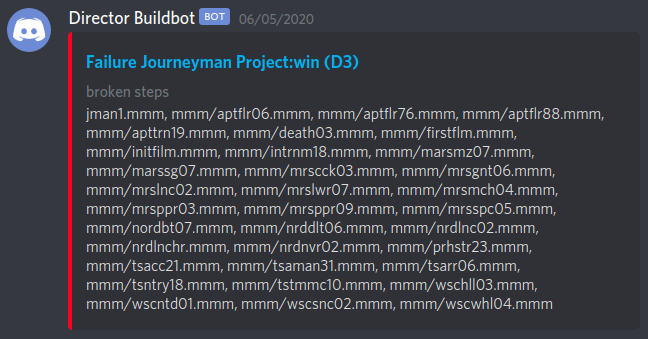 Director Buildbot BOT 06/05/2020
Failure Journeyman Project:win (D3)
broken steps
jman1.mmm, mmm/aptflr06.mmm, mmm/aptflr76.mmm, mmm/aptflr88.mmm,
mmm/apttrn19.mmm, mmm/death03.mmm, mmm/firstflm.mmm,
mmm/initfilm.mmm, mmm/intrnm18.mmm, mmm/marsmz07.mmm,
mmm/marssg07.mmm, mmm/mrscck03.mmm, mmm/mrsgnt06.mmm,
mmm/mrslnc02.mmm, mmm/mrslwr07.mmm, mmm/mrsmch04.mmm,
mmm/mrsppr03.mmm, mmm/mrsppr09.mmm, mmm/mrsspc05.mmm,
mmm/nordbt07.mmm, mmm/nrddlt06.mmm, mmm/nrdlnc02.mmm,
mmm/nrdlnchr.mmm, mmm/nrdnvr02.mmm, mmm/prhstr23.mmm,
mmm/tsacc21.mmm, mmm/tsaman31.mmm, mmm/tsarr06.mmm,
mmm/tsntry18.mmm, mmm/tstmmc10.mmm, mmm/wschll03.mmm,
mmm/wscntd01.mmm, mmm/wscsnc02.mmm, mmm/wscwhl04.mmm